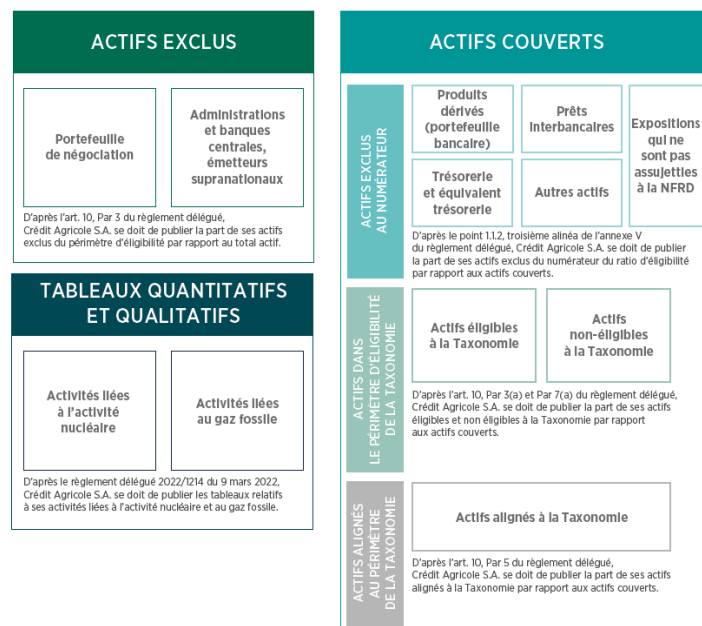 ACTIFS EXCLUS
Portefeuille
de négociation
Administrations
et banques
centrales,
émetteurs
supranationaux
D'après l'art. 10, Par 3 du règlement délégué,
Crédit Agricole S.A. se doit de publier la part de ses actifs
exclus du périmètre d'éligibilité par rapport au total actif.
TABLEAUX QUANTITATIFS
ET QUALITATIFS
Activités liées
à l'activité
nucléaire
Activités liées
au gaz fossile
D'après le règlement délégué 2022/1214 du 9 mars 2022,
Crédit Agricole S.A. se doit de publier les tableaux relatifs
à ses activités liées à l'activité nucléaire et au gaz fossile.
ACTIFS COUVERTS
ACTIFS EXCLUS
AU NUMÉRATEUR
Produits
dérivés
(portefeuille
bancaire)
Prêts
interbancaires
Expositions
qui ne
sont pas
assujetties
à la NFRD
Trésorerie
et équivalent
trésorerie
Autres actifs
D'après le point 1.1.2, troisième alinéa de l'annexe V
du règlement délégué, Crédit Agricole S.A. se doit de publier
la part de ses actifs exclus du numérateur du ratio d'éligibilité
par rapport aux actifs couverts.
ACTIFS DANS
LE PÉRIMÈTRE D'ÉLIGIBILITÉ
DE LA TAXONOMIE
Actifs éligibles
à la Taxonomie
Actifs
non-éligibles
à la Taxonomie
D'après l'art. 10, Par 3(a) et Par 7(a) du règlement délégué,
Crédit Agricole S.A. se doit de publier la part de ses actifs
éligibles et non éligibles à la Taxonomie par rapport
aux actifs couverts.
ACTIFS ALIGNÉS
AU PÉRIMÈTRE
DE LA TAXONOMIE
Actifs alignés à la Taxonomie
D'après l'art. 10, Par 5 du règlement délégué,
Crédit Agricole S.A. se doit de publier la part de ses actifs
alignés à la Taxonomie par rapport aux actifs couverts.